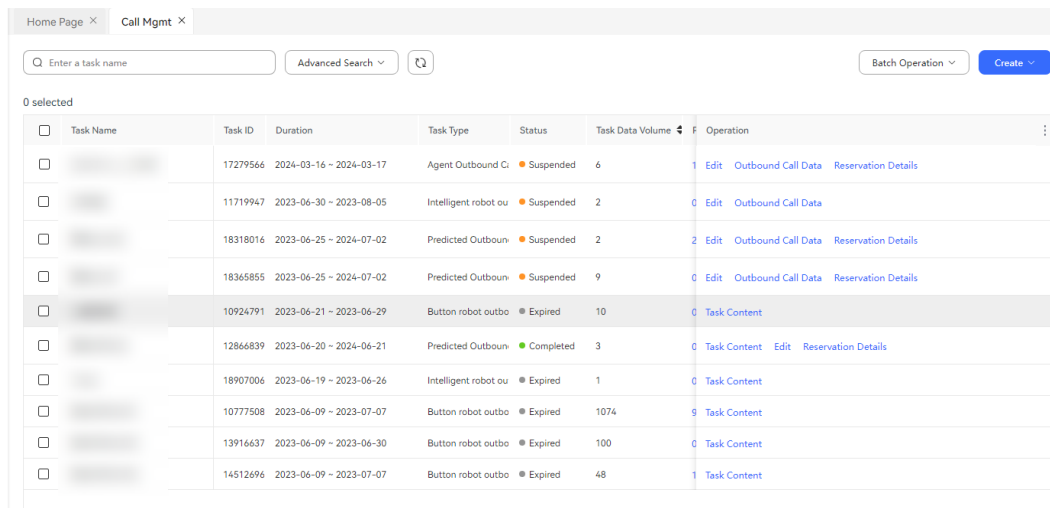 Home Page × Call Mgmt ×
Enter a task name Advanced Search Batch Operation Create
0 selected
Task Name Task ID Duration Task Type Status Task Data Volume Operation
17279566 2024-03-16 ~ 2024-03-17 Agent Outbound Ca Suspended 6 1 Edit Outbound Call Data Reservation Details
11719947 2023-06-30 ~ 2023-08-05 Intelligent robot ou Suspended 2 0 Edit Outbound Call Data
18318016 2023-06-25 ~ 2024-07-02 Predicted Outboun Suspended 2 2 Edit Outbound Call Data Reservation Details
18365855 2023-06-25 ~ 2024-07-02 Predicted Outboun Suspended 9 0 Edit Outbound Call Data Reservation Details
10924791 2023-06-21 ~ 2023-06-29 Button robot outbo Expired 10 0 Task Content
12866839 2023-06-20 ~ 2024-06-21 Predicted Outboun Completed 3 0 Task Content Edit Reservation Details
18907006 2023-06-19 ~ 2023-06-26 Intelligent robot ou Expired 1 0 Task Content
10777508 2023-06-09 ~ 2023-07-07 Button robot outbo Expired 1074 9 Task Content
13916637 2023-06-09 ~ 2023-06-30 Button robot outbo Expired 100 0 Task Content
14512696 2023-06-09 ~ 2023-07-07 Button robot outbo Expired 48 1 Task Content